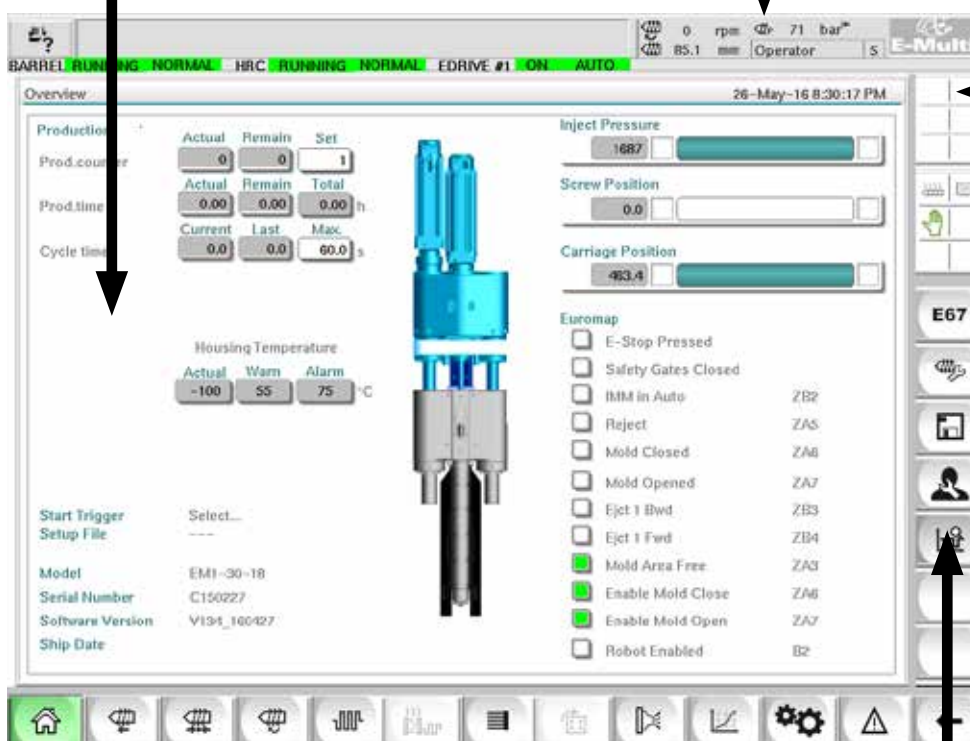 0 rpm 71 bar
85.1 mm Operator S
E-Mult
BARREL RUNNING NORMAL HRC RUNNING NORMAL EDRIVE #1 ON AUTO
Overview 26-May-16 8:30:17 PM
Production
Actual Remain Set
Prod.counter 0 0 1
Actual Remain Total
Prod.time 0.00 0.00 0.00 h
Current Last Max.
Cycle time 0.0 0.0 60.0 s
Housing Temperature
Actual Warn Alarm
-100 55 75 °C
Start Trigger Select...
Setup File ---
Model EM1-30-18
Serial Number C150227
Software Version V134_160427
Ship Date
Inject Pressure
1687
Screw Position
0.0
Carriage Position
463.4
Euromap
E-Stop Pressed
Safety Gates Closed
IMM in Auto ZB2
Reject ZA5
Mold Closed ZA6
Mold Opened ZA7
Ejct 1 Bwd ZB3
Ejct 1 Fwd ZB4
Mold Area Free ZA3
Enable Mold Close ZA6
Enable Mold Open ZA7
Robot Enabled B2
E67